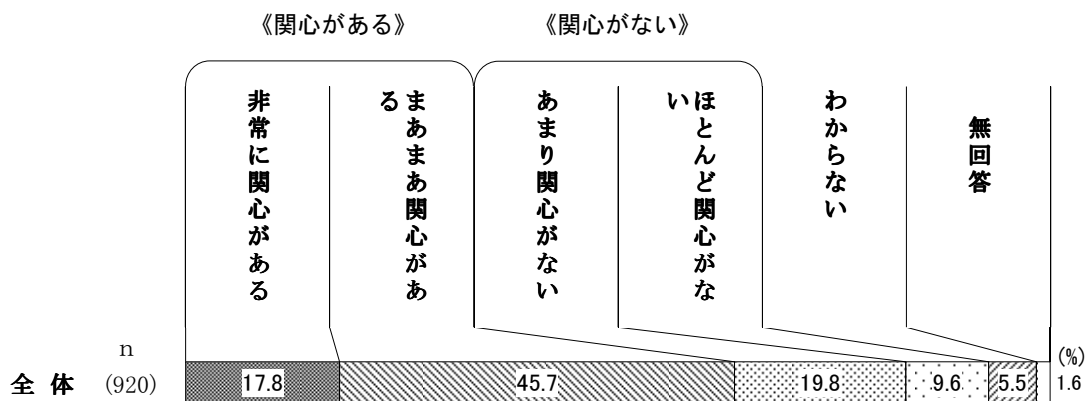 《関心がある》
《関心がない》
非常に関心がある
まあまあ関心があ
る
あまり関心がない
ほとんど関心がな
い
わからない
無回答
n
(%)
全 体
(920)
17.8
45.7
19.8
9.6
5.5
1.6